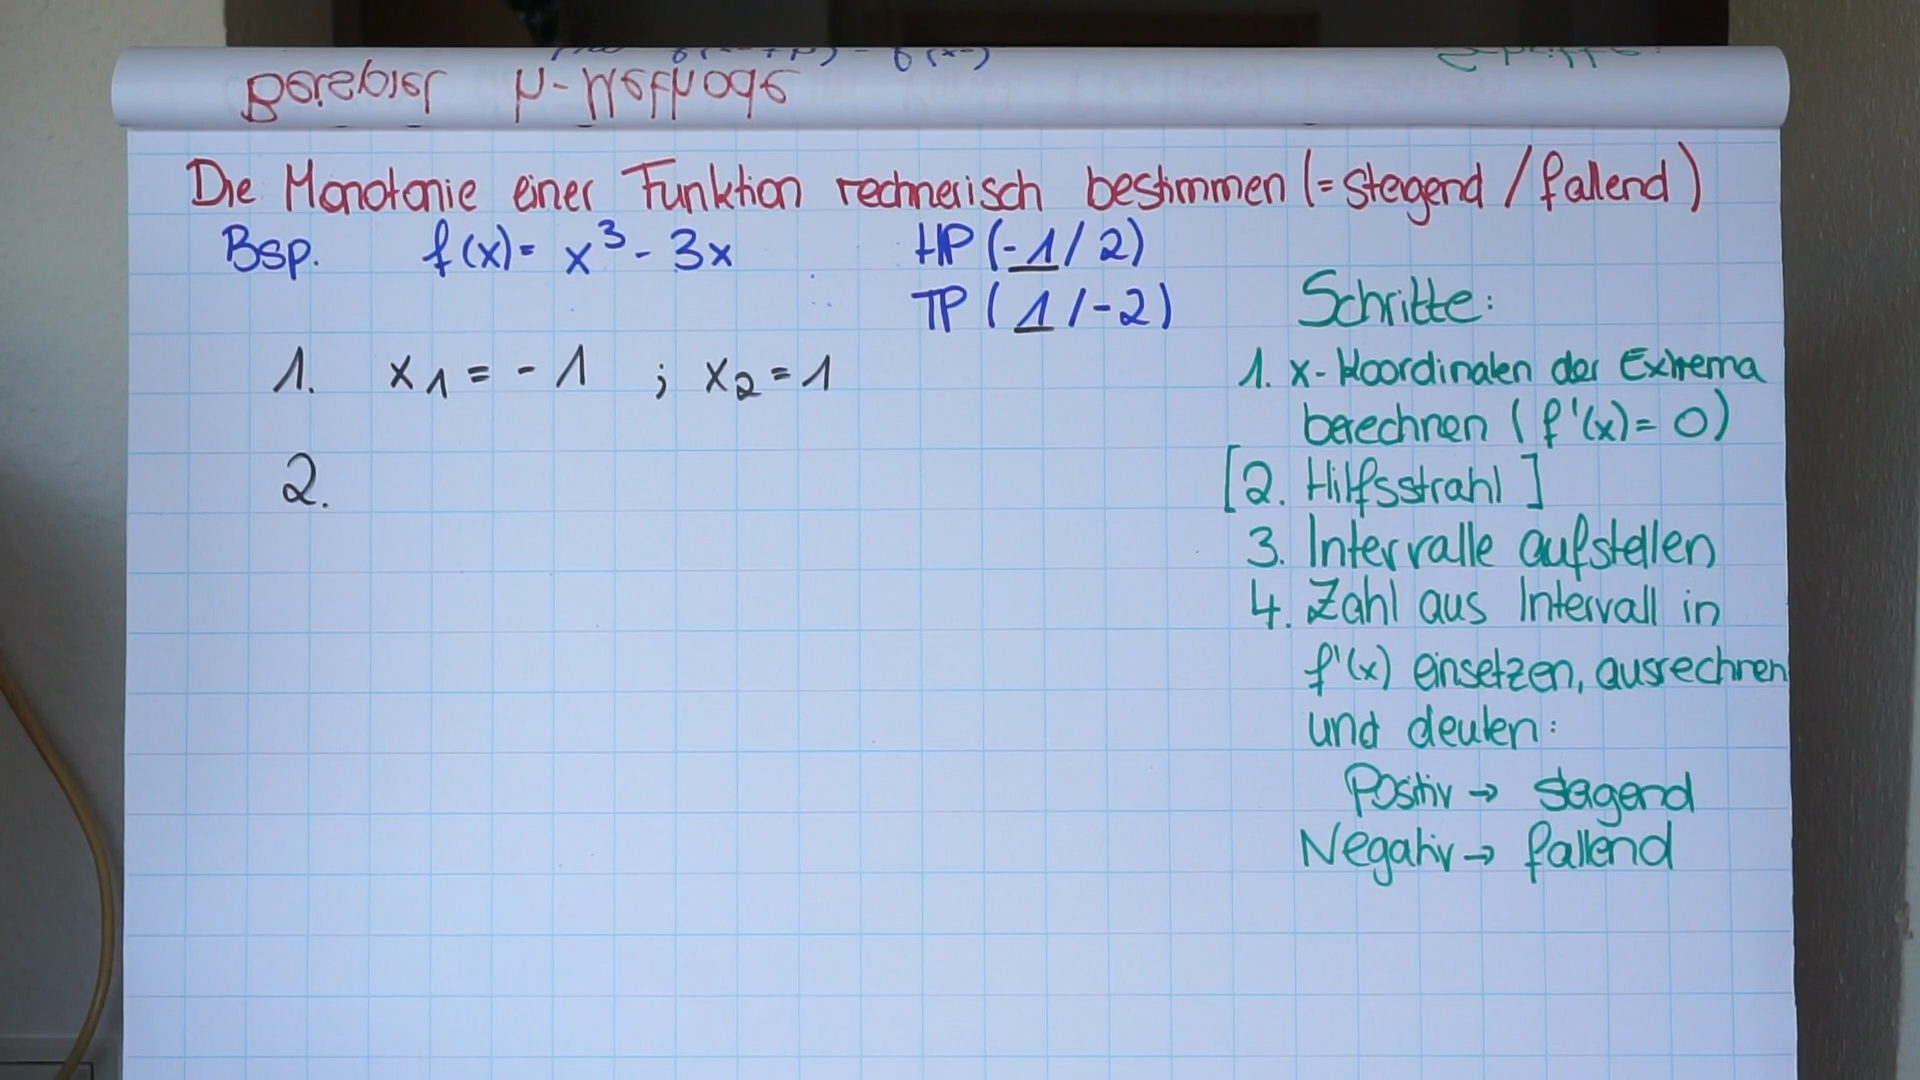 Beispiel h-Methode
Die Monotonie einer Funktion rechnerisch bestimmen (= steigend / fallend)
Bsp. f(x) = x³ - 3x HP (-1/2)
TP (1/-2)
1. x₁ = -1 ; x₂ = 1
2.
Schritte:
1. x-Koordinaten der Extrema
berechnen (f'(x) = 0)
[2. Hilfsstrahl]
3. Intervalle aufstellen
4. Zahl aus Intervall in
f'(x) einsetzen, ausrechnen
und deuten:
Positiv → steigend
Negativ → fallend